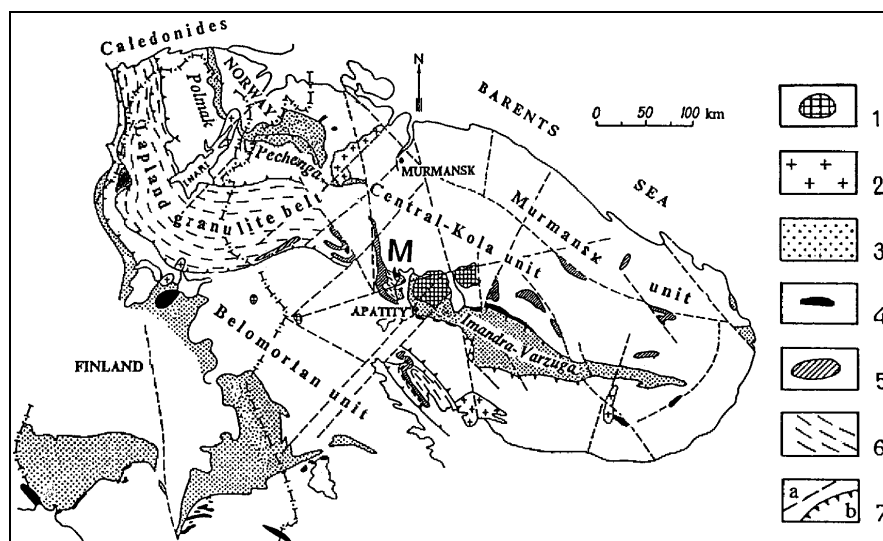 Caledonides
NORWAY
Polmak
Lapland
granulite belt
INARI
Pechenga
MURMANSK
N
BARENTS
SEA
0 50 100 km
Central-Kola
unit
Murmansk
unit
M
APATITY
Imandra-Varzuga
Belomorian
unit
FINLAND
1
2
3
4
5
6
a
b
7